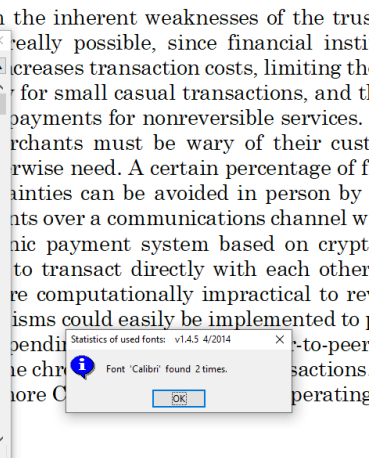 the inherent weaknesses of the trus
really possible, since financial insti
ncreases transaction costs, limiting the
for small casual transactions, and th
payments for nonreversible services.
rchants must be wary of their cust
rwise need. A certain percentage of f
ainties can be avoided in person by
nts over a communications channel w
nic payment system based on crypt
to transact directly with each other
re computationally impractical to rev
isms could easily be implemented to p
pendin r-to-peer
Statistics of used fonts: v1.4.5 4/2014
he chro sactions.
Font 'Calibri' found 2 times.
nore C perating
OK